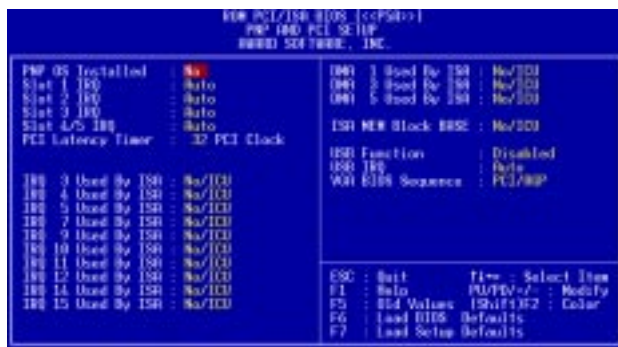 ROM PCI/ISA BIOS (<<P5A>>)
PNP AND PCI SETUP
AWARD SOFTWARE, INC.
PNP OS Installed : No
Slot 1 IRQ : Auto
Slot 2 IRQ : Auto
Slot 3 IRQ : Auto
Slot 4/5 IRQ : Auto
PCI Latency Timer : 32 PCI Clock
IRQ 3 Used By ISA : No/ICU
IRQ 4 Used By ISA : No/ICU
IRQ 5 Used By ISA : No/ICU
IRQ 7 Used By ISA : No/ICU
IRQ 9 Used By ISA : No/ICU
IRQ 10 Used By ISA : No/ICU
IRQ 11 Used By ISA : No/ICU
IRQ 12 Used By ISA : No/ICU
IRQ 14 Used By ISA : No/ICU
IRQ 15 Used By ISA : No/ICU
DMA 1 Used By ISA : No/ICU
DMA 3 Used By ISA : No/ICU
DMA 5 Used By ISA : No/ICU
ISA MEM Block BASE : No/ICU
USB Function : Disabled
USB IRQ : Auto
VGA BIOS Sequence : PCI/AGP
ESC : Quit ↑↓→← : Select Item
F1 : Help PU/PD/+/- : Modify
F5 : Old Values (Shift)F2 : Color
F6 : Load BIOS Defaults
F7 : Load Setup Defaults